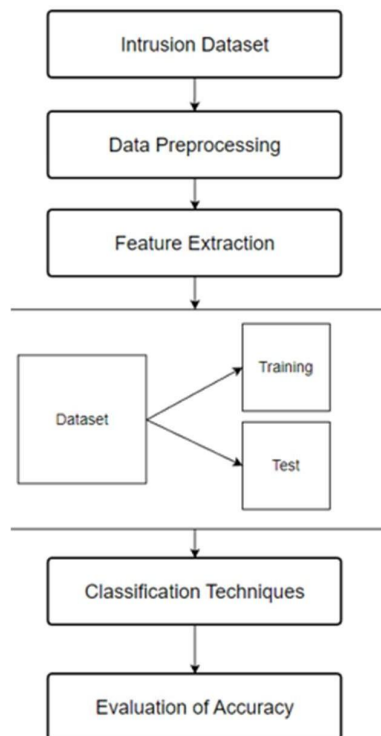 Intrusion Dataset
Data Preprocessing
Feature Extraction
Dataset
Training
Test
Classification Techniques
Evaluation of Accuracy